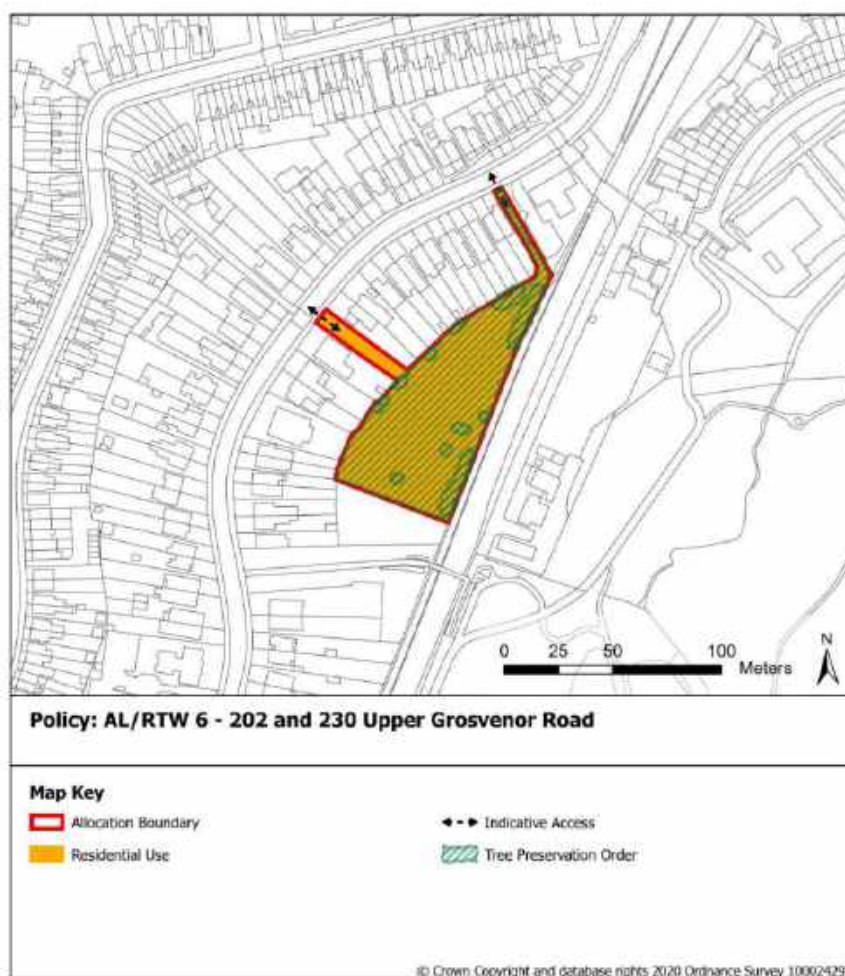 N
0 25 50 100
Meters
Policy: AL/RTW 6 - 202 and 230 Upper Grosvenor Road
Map Key
Allocation Boundary
Indicative Access
Residential Use
Tree Preservation Order
© Crown Copyright and database rights 2020 Ordnance Survey 10002429